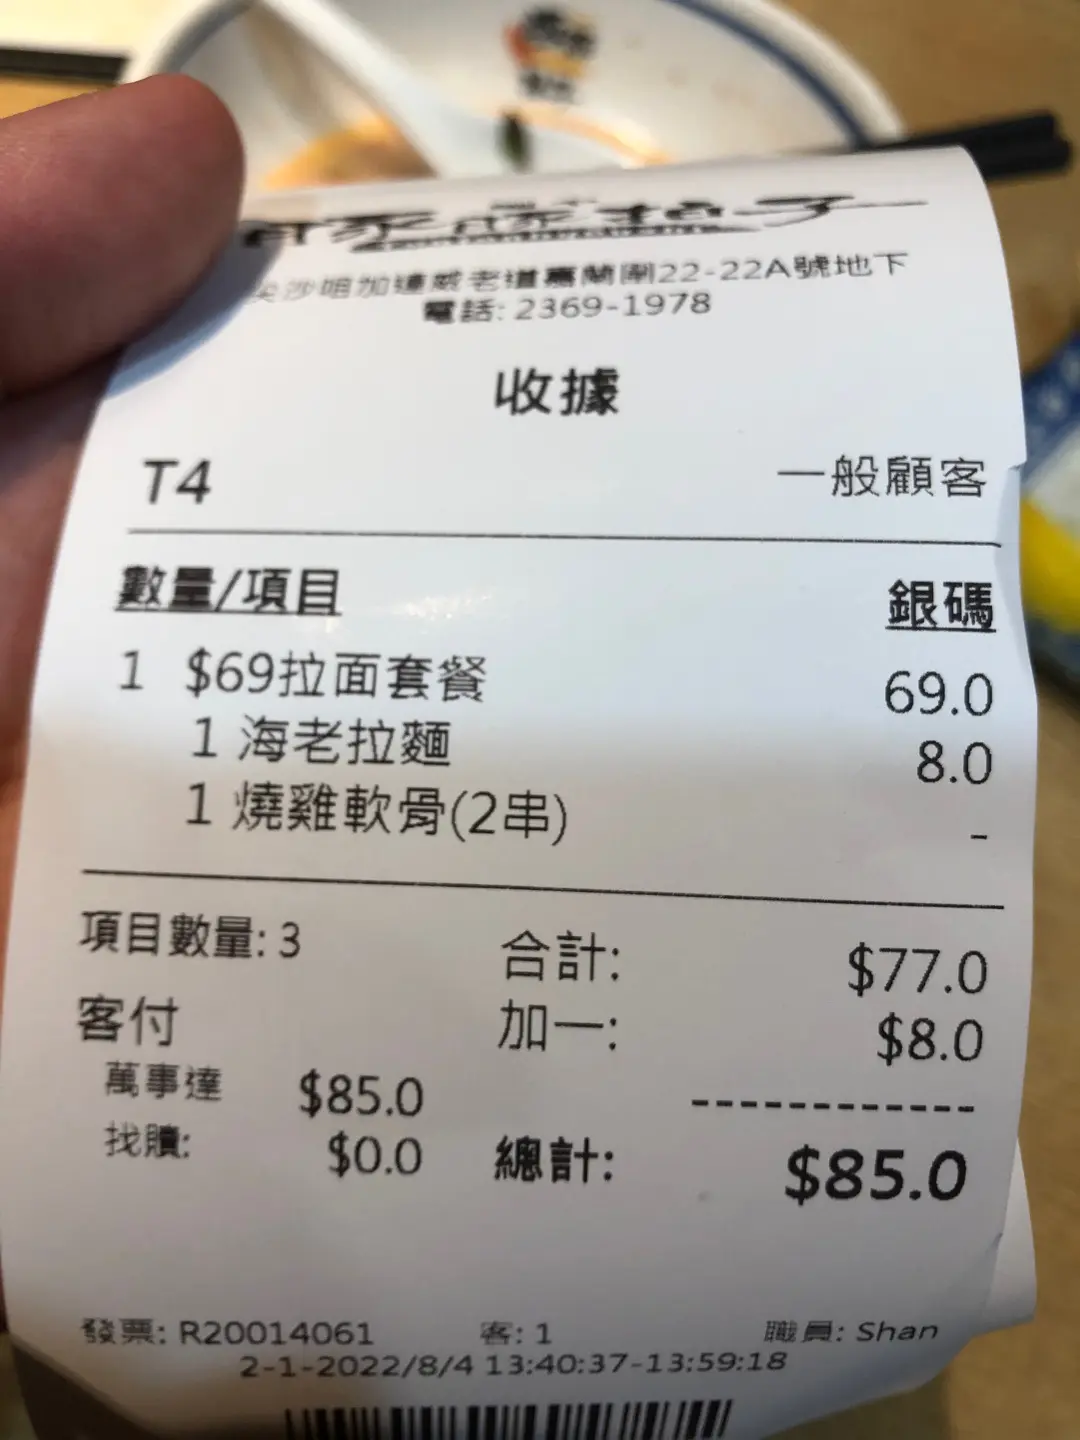 尖沙咀加連威老道嘉蘭圍22-22A號地下
電話: 2369-1978
收據
T4 一般顧客
數量/項目 銀碼
1 $69拉面套餐 69.0
1 海老拉麵 8.0
1 燒雞軟骨(2串) -
項目數量: 3 合計: $77.0
客付 加一: $8.0
萬事達 $85.0
找贖: $0.0 總計: $85.0
發票: R20014061 客: 1 職員: Shan
2-1-2022/8/4 13:40:37-13:59:18